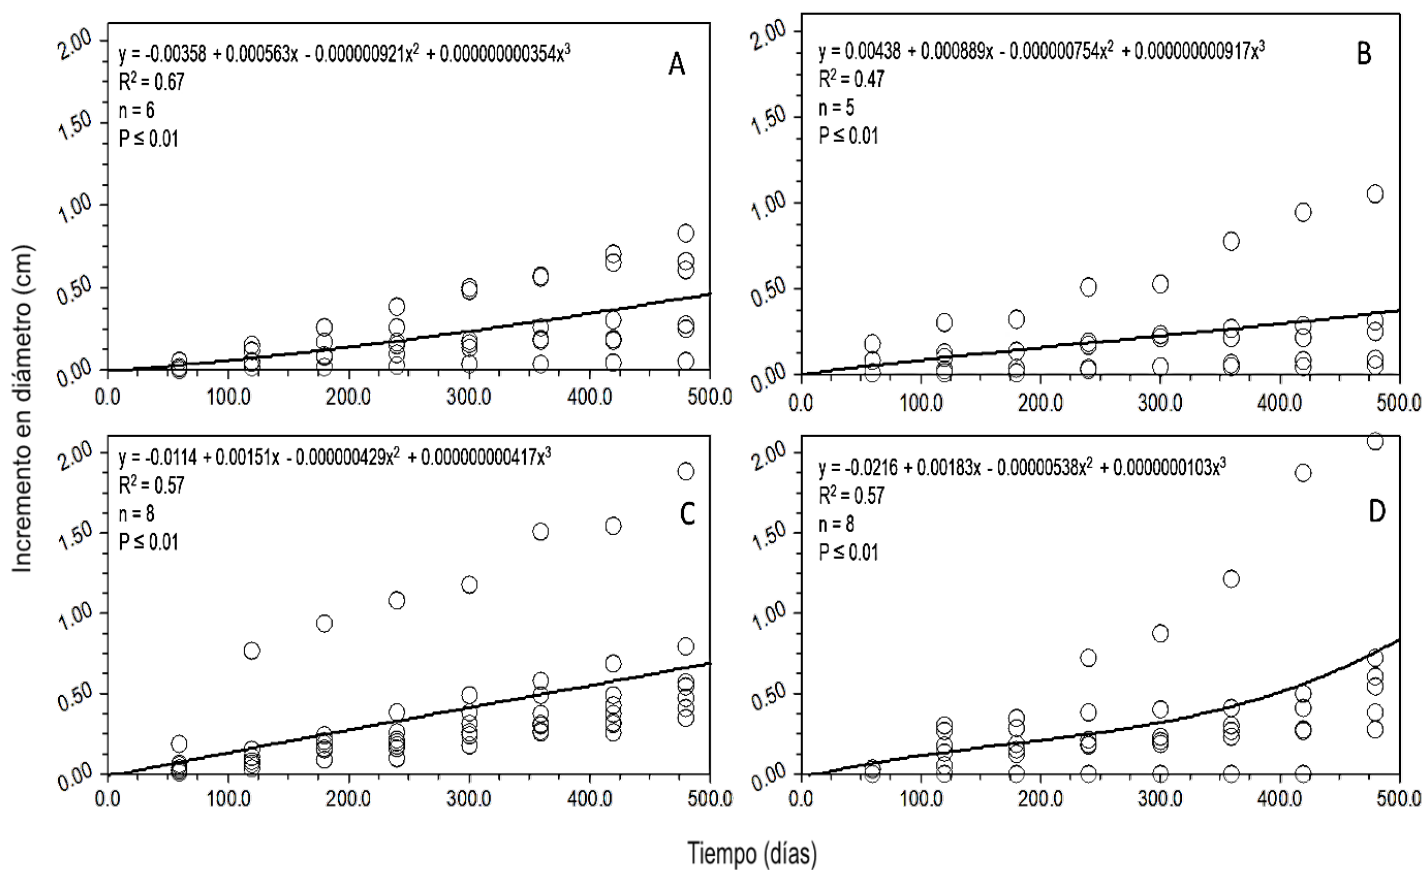 Incremento en diámetro (cm)
y = -0.00358 + 0.000563x - 0.000000921x² + 0.000000000354x³
R² = 0.67
n = 6
P ≤ 0.01
A
2.00
1.50
1.00
0.50
0.00
0.0 100.0 200.0 300.0 400.0 500.0
y = 0.00438 + 0.000889x - 0.000000754x² + 0.000000000917x³
R² = 0.47
n = 5
P ≤ 0.01
B
2.00
1.50
1.00
0.50
0.00
0.0 100.0 200.0 300.0 400.0 500.0
y = -0.0114 + 0.00151x - 0.000000429x² + 0.000000000417x³
R² = 0.57
n = 8
P ≤ 0.01
C
2.00
1.50
1.00
0.50
0.00
0.0 100.0 200.0 300.0 400.0 500.0
y = -0.0216 + 0.00183x - 0.00000538x² + 0.0000000103x³
R² = 0.57
n = 8
P ≤ 0.01
D
2.00
1.50
1.00
0.50
0.00
0.0 100.0 200.0 300.0 400.0 500.0
Tiempo (días)